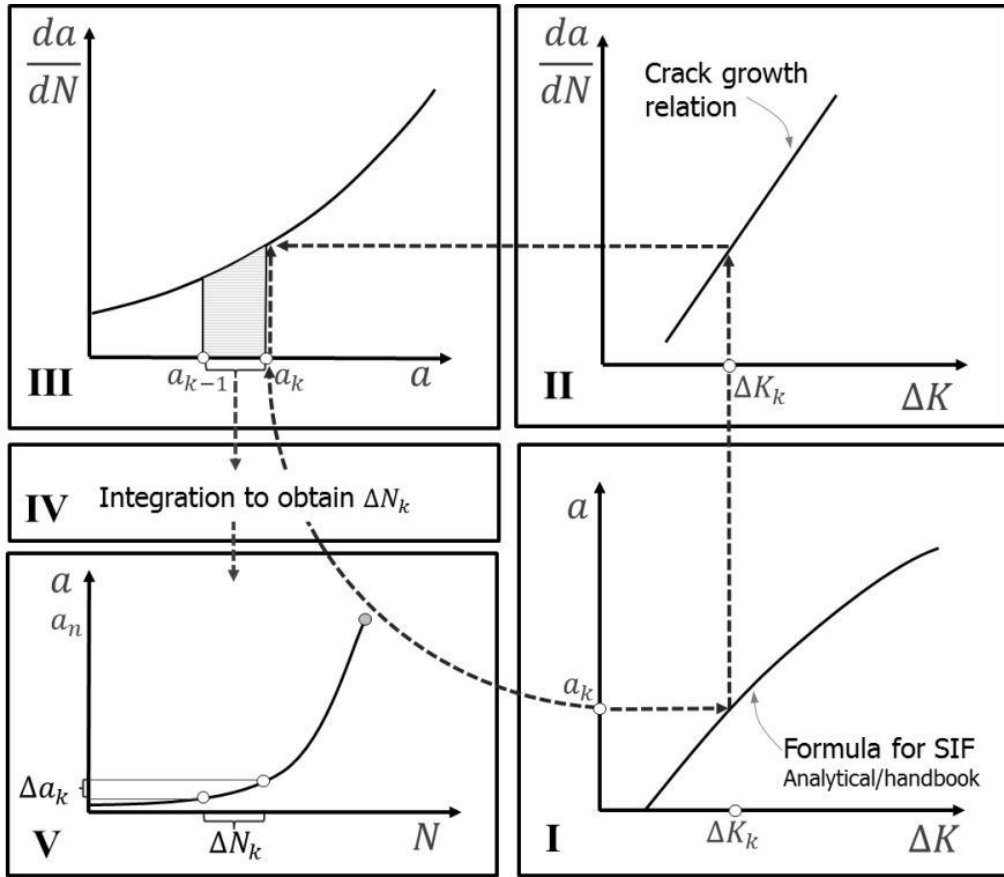 da
dN
a_{k-1}
a_k
a
III
da
dN
Crack growth
relation
ΔK_k
ΔK
II
IV
Integration to obtain ΔN_k
a
a_n
Δa_k
ΔN_k
N
V
a
a_k
Formula for SIF
Analytical/handbook
ΔK_k
ΔK
I